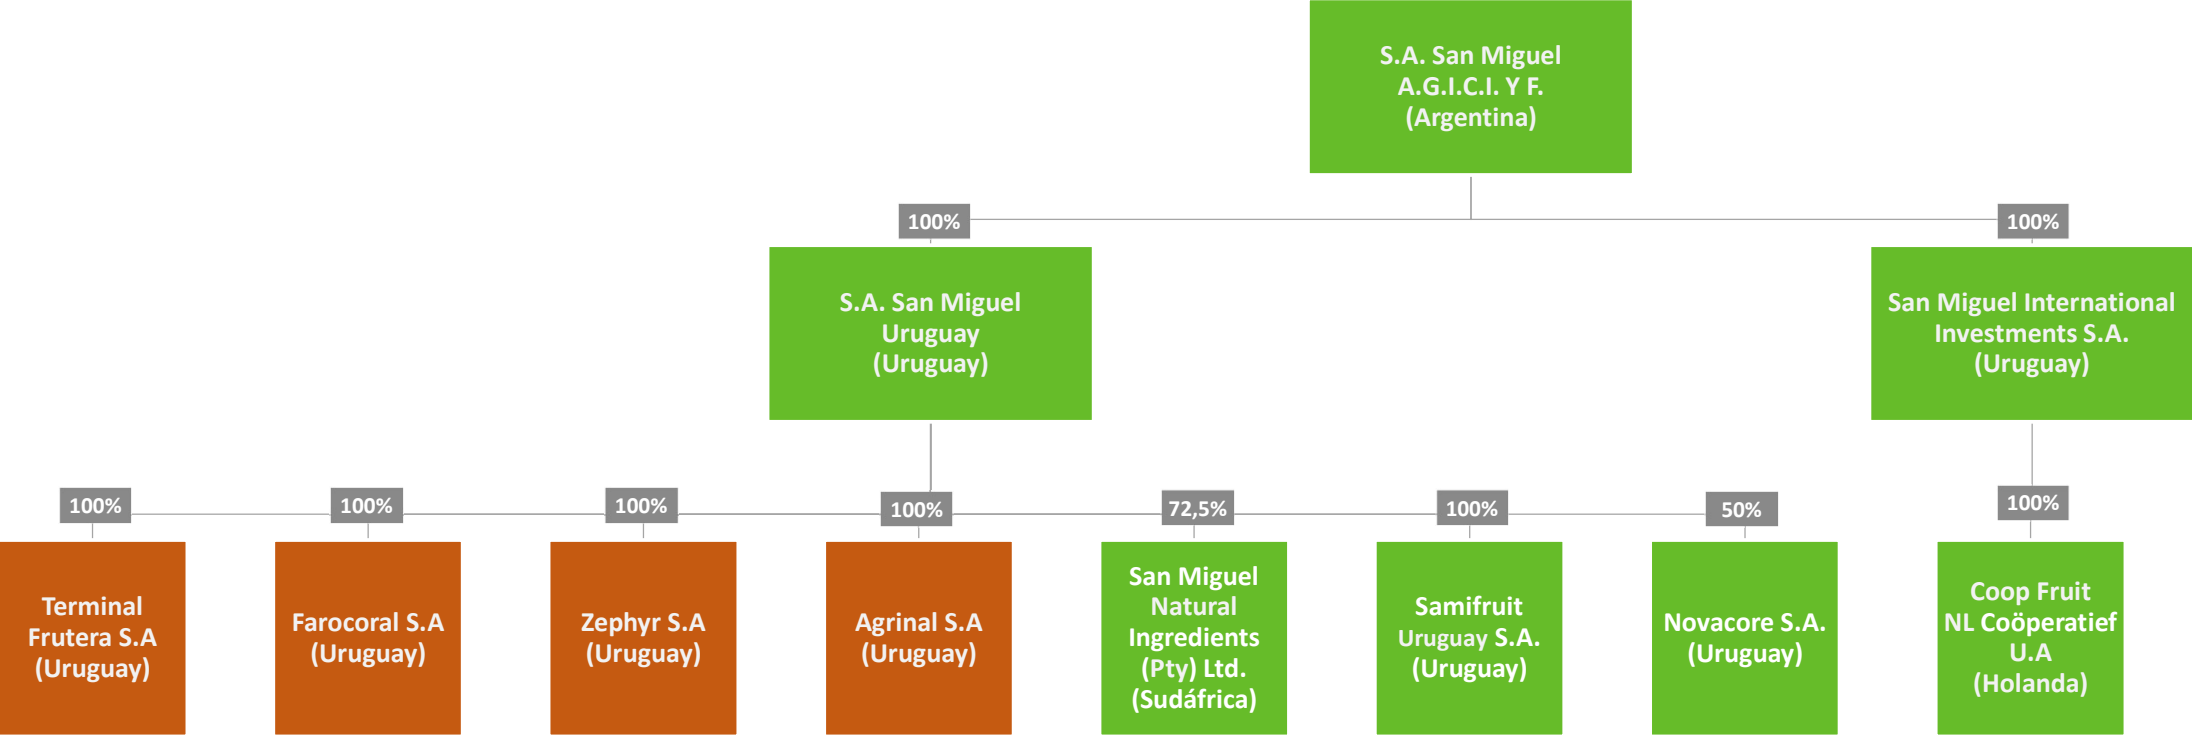 S.A. San Miguel
A.G.I.C.I. Y F.
(Argentina)
100%
100%
S.A. San Miguel
Uruguay
(Uruguay)
San Miguel International
Investments S.A.
(Uruguay)
100%
100%
100%
100%
72,5%
100%
50%
100%
Terminal
Frutera S.A
(Uruguay)
Farocoral S.A
(Uruguay)
Zephyr S.A
(Uruguay)
Agrinal S.A
(Uruguay)
San Miguel
Natural
Ingredients
(Pty) Ltd.
(Sudáfrica)
Samifruit
Uruguay S.A.
(Uruguay)
Novacore S.A.
(Uruguay)
Coop Fruit
NL Coöperatief
U.A
(Holanda)